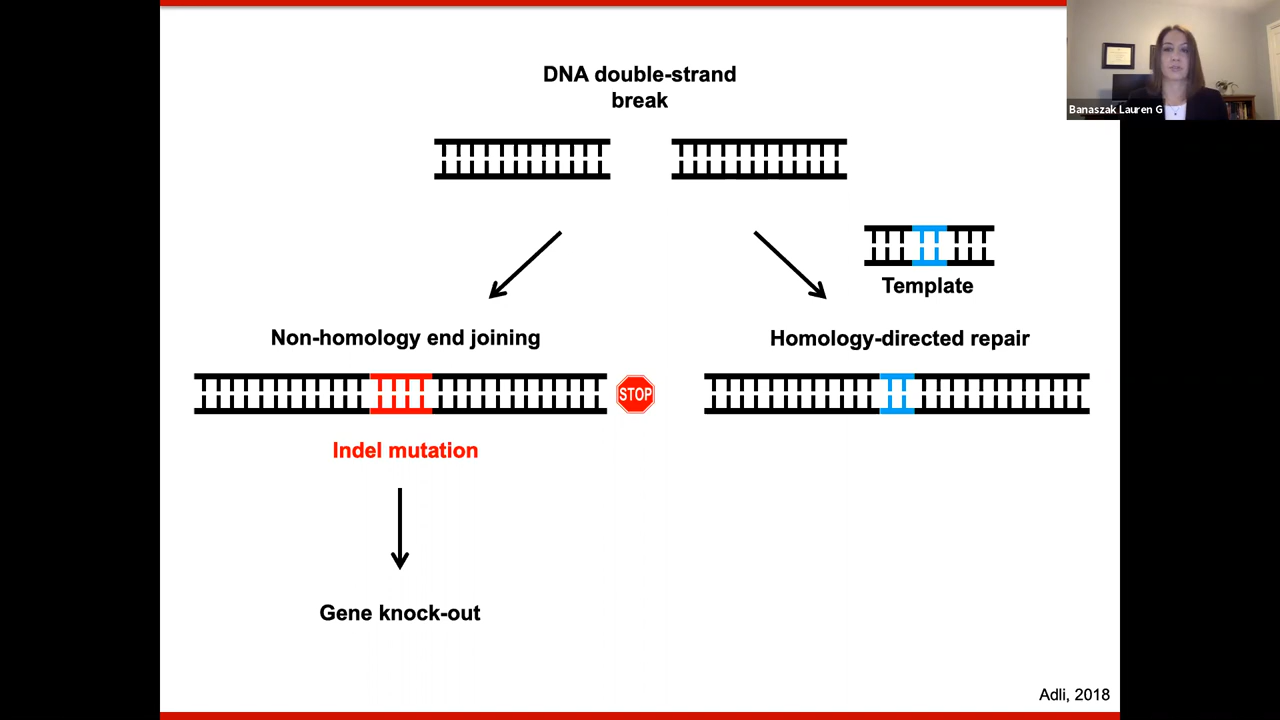 DNA double-strand
break
Banaszak Lauren G
Template
Non-homology end joining
Homology-directed repair
STOP
Indel mutation
Gene knock-out
Adli, 2018